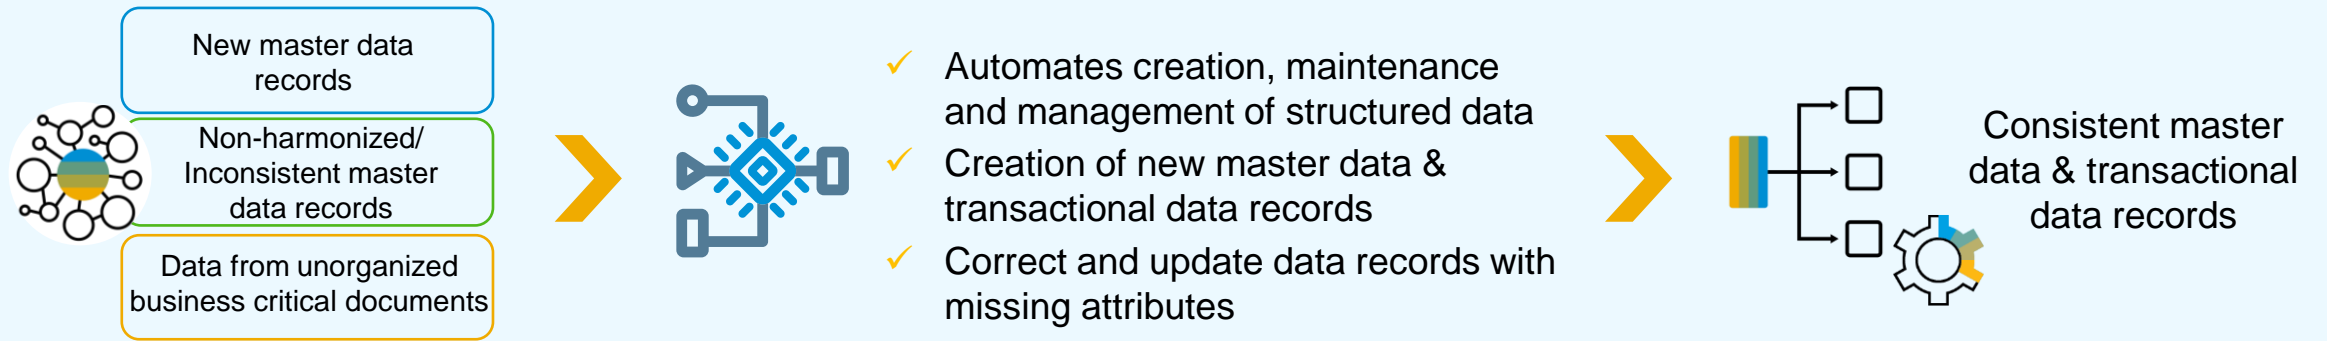 New master data
records
Non-harmonized/
Inconsistent master
data records
Data from unorganized
business critical documents
Automates creation, maintenance
and management of structured data
Creation of new master data &
transactional data records
Correct and update data records with
missing attributes
Consistent master
data & transactional
data records